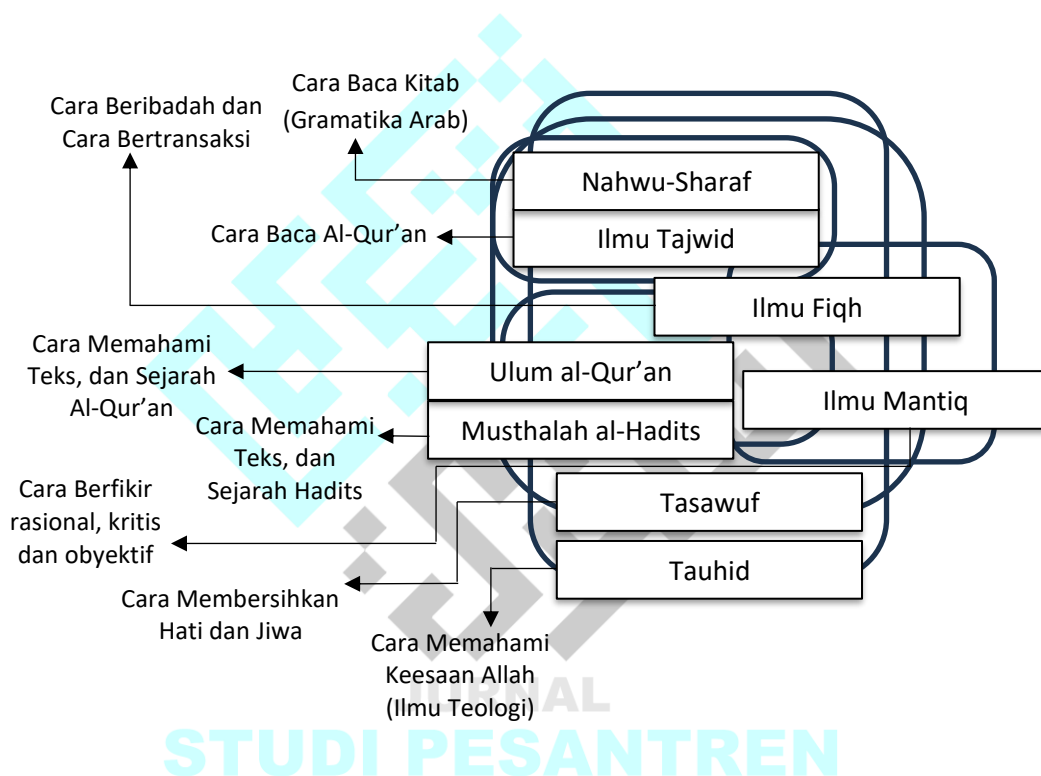 Cara Beribadah dan
Cara Bertransaksi
Cara Baca Kitab
(Gramatika Arab)
Nahwu-Sharaf
Cara Baca Al-Qur’an
Ilmu Tajwid
Ilmu Fiqh
Cara Memahami
Teks, dan Sejarah
Al-Qur’an
Ulum al-Qur’an
Ilmu Mantiq
Cara Memahami
Teks, dan
Sejarah Hadits
Musthalah al-Hadits
Cara Berfikir
rasional, kritis
dan obyektif
Tasawuf
Cara Membersihkan
Hati dan Jiwa
Tauhid
Cara Memahami
Keesaan Allah
(Ilmu Teologi)
JURNAL
STUDI PESANTREN